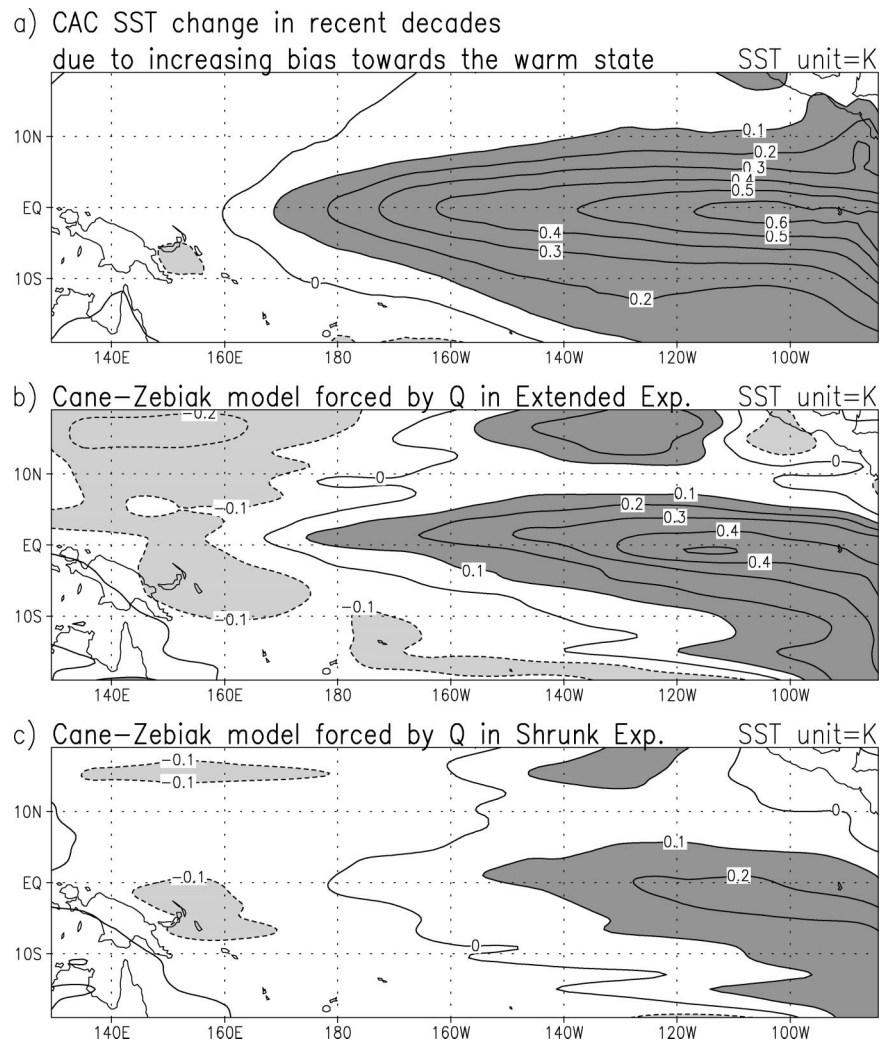 a) CAC SST change in recent decades
due to increasing bias towards the warm state SST unit=K
10N
EQ
10S
0.1
0.2
0.3
0.4
0.5
0.6
0.5
0.4
0.4
0.3
0.2
0
140E 160E 180 160W 140W 120W 100W
b) Cane-Zebiak model forced by Q in Extended Exp. SST unit=K
10N
EQ
10S
-0.2
-0.1
0
0
0.1
0.2
0.3
0.4
0.4
0.1
-0.1
-0.1
140E 160E 180 160W 140W 120W 100W
c) Cane-Zebiak model forced by Q in Shrunk Exp. SST unit=K
10N
EQ
10S
-0.1
-0.1
0
0.1
-0.1
0.2
0
140E 160E 180 160W 140W 120W 100W